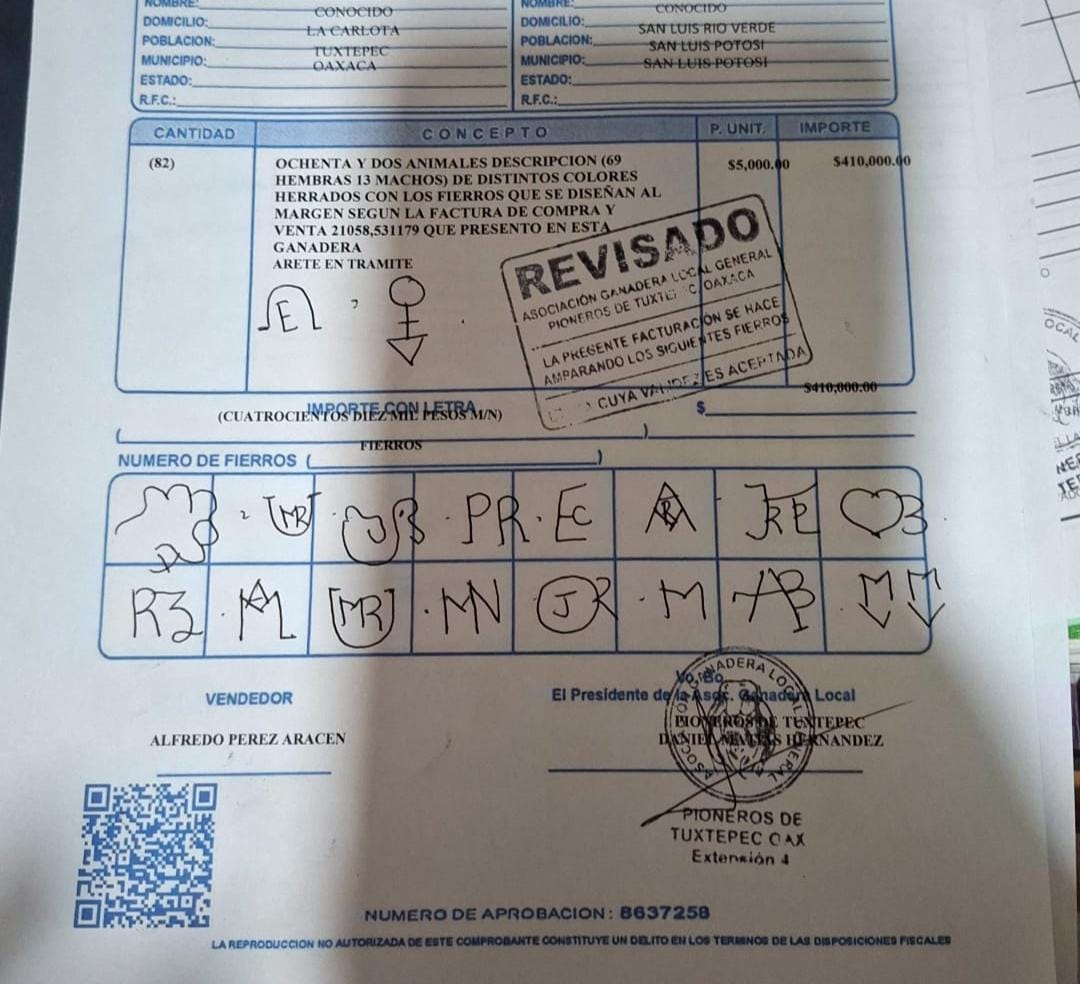 NOMBRE:
CONOCIDO
DOMICILIO:
LA CARLOTA
POBLACION:
TUXTEPEC
MUNICIPIO:
OAXACA
ESTADO:
R.F.C.:
NOMBRE:
CONOCIDO
DOMICILIO:
SAN LUIS RIO VERDE
POBLACION:
SAN LUIS POTOSI
MUNICIPIO:
SAN LUIS POTOSI
ESTADO:
R.F.C.:
CANTIDAD CONCEPTO P. UNIT. IMPORTE
(82) OCHENTA Y DOS ANIMALES DESCRIPCION (69 $5,000.00 $410,000.00
HEMBRAS 13 MACHOS) DE DISTINTOS COLORES
HERRADOS CON LOS FIERROS QUE SE DISEÑAN AL
MARGEN SEGUN LA FACTURA DE COMPRA Y
VENTA 21058,531179 QUE PRESENTO EN ESTA
GANADERA
ARETE EN TRAMITE
E
REVISADO
ASOCIACIÓN GANADERA LOCAL GENERAL
PIONEROS DE TUXTEPEC OAXACA
LA PRESENTE FACTURACIÓN SE HACE
AMPARANDO LOS SIGUIENTES FIERROS
CUYA VALIDEZ ES ACEPTADA
$410,000.00
IMPORTE CON LETRA
(CUATROCIENTOS DIEZ MIL PESOS M/N)
$
FIERROS
NUMERO DE FIERROS ( )
MR PR EC
R3 MR MN J M
VENDEDOR
ALFREDO PEREZ ARACEN
Vo. Bo.
El Presidente de la Asoc. Ganadera Local
PIONEROS DE TUXTEPEC
DANIEL MATIAS HERNANDEZ
PIONEROS DE
TUXTEPEC OAX
Extensión 4
NUMERO DE APROBACION : 8637258
LA REPRODUCCION NO AUTORIZADA DE ESTE COMPROBANTE CONSTITUYE UN DELITO EN LOS TERMINOS DE LAS DISPOSICIONES FISCALES